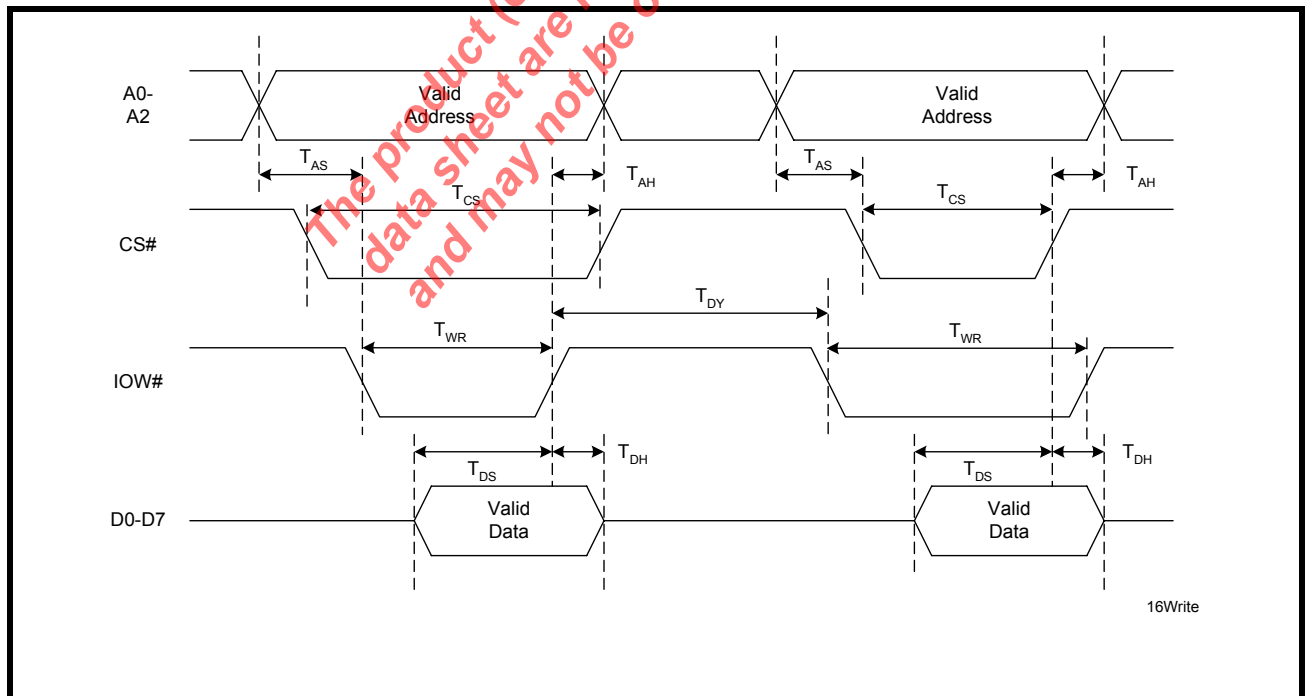 The product (
data sheet are
and may not be
A0-
A2
Valid
Address
Valid
Address
TAS
TAH
TAS
TAH
TCS
TCS
CS#
TDY
TWR
TWR
IOW#
TDS
TDH
TDS
TDH
D0-D7
Valid
Data
Valid
Data
16Write